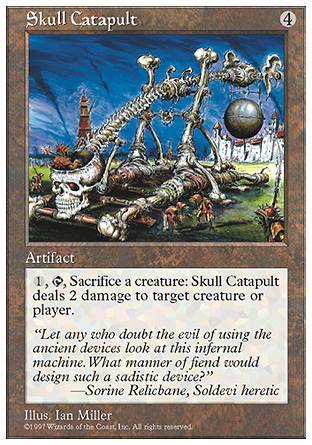 Skull Catapult 4
Artifact
1, Sacrifice a creature: Skull Catapult
deals 2 damage to target creature or
player.
“Let any who doubt the evil of using the
ancient devices look at this infernal
machine. What manner of fiend would
design such a sadistic device?”
—Sorine Relicbane, Soldevi heretic
Illus. Ian Miller
©1997 Wizards of the Coast, Inc. All rights reserved.